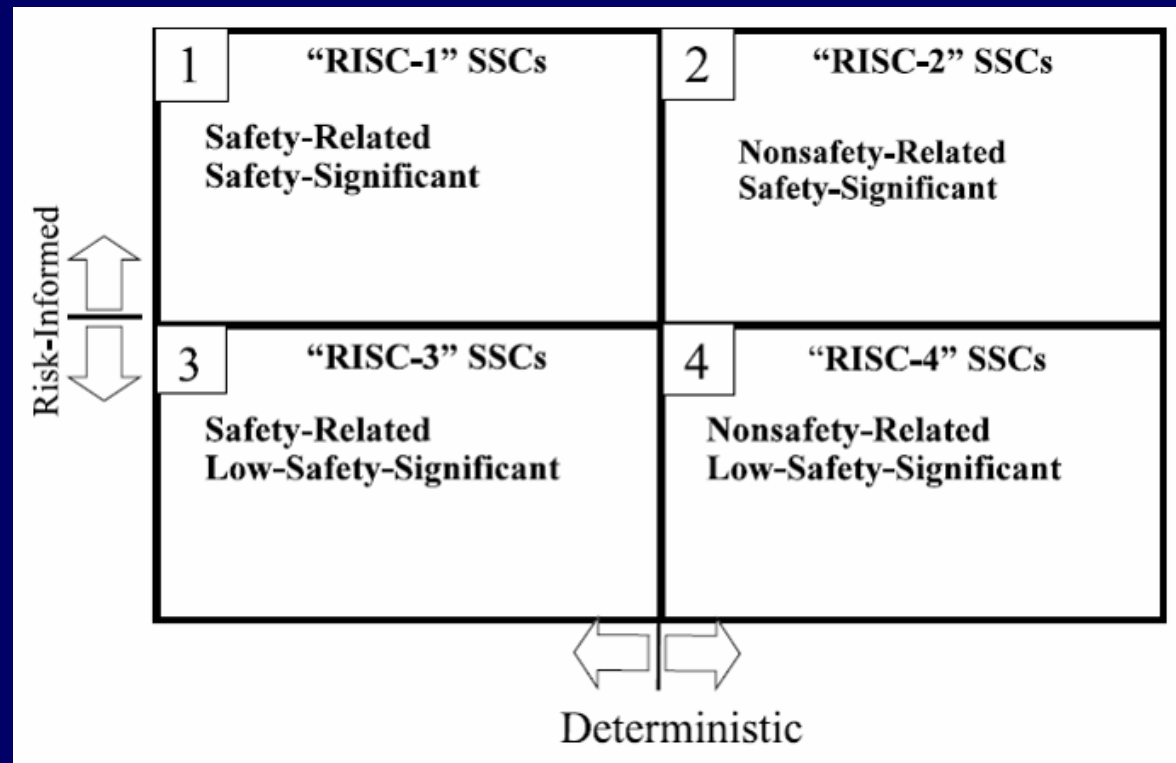 1
“RISC-1” SSCs
Safety-Related
Safety-Significant
2
“RISC-2” SSCs
Nonsafety-Related
Safety-Significant
Risk-Informed
3
“RISC-3” SSCs
Safety-Related
Low-Safety-Significant
4
“RISC-4” SSCs
Nonsafety-Related
Low-Safety-Significant
Deterministic